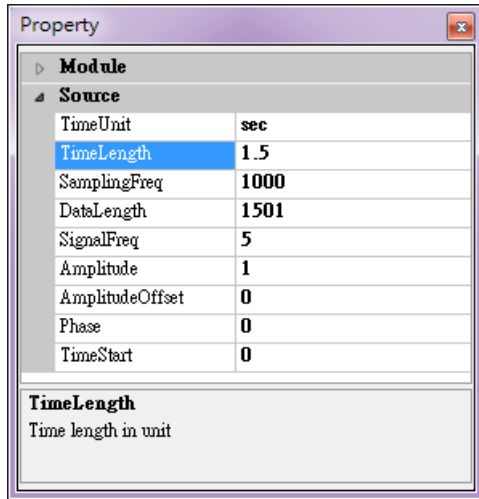 Property
Module
Source
TimeUnit sec
TimeLength 1.5
SamplingFreq 1000
DataLength 1501
SignalFreq 5
Amplitude 1
AmplitudeOffset 0
Phase 0
TimeStart 0
TimeLength
Time length in unit